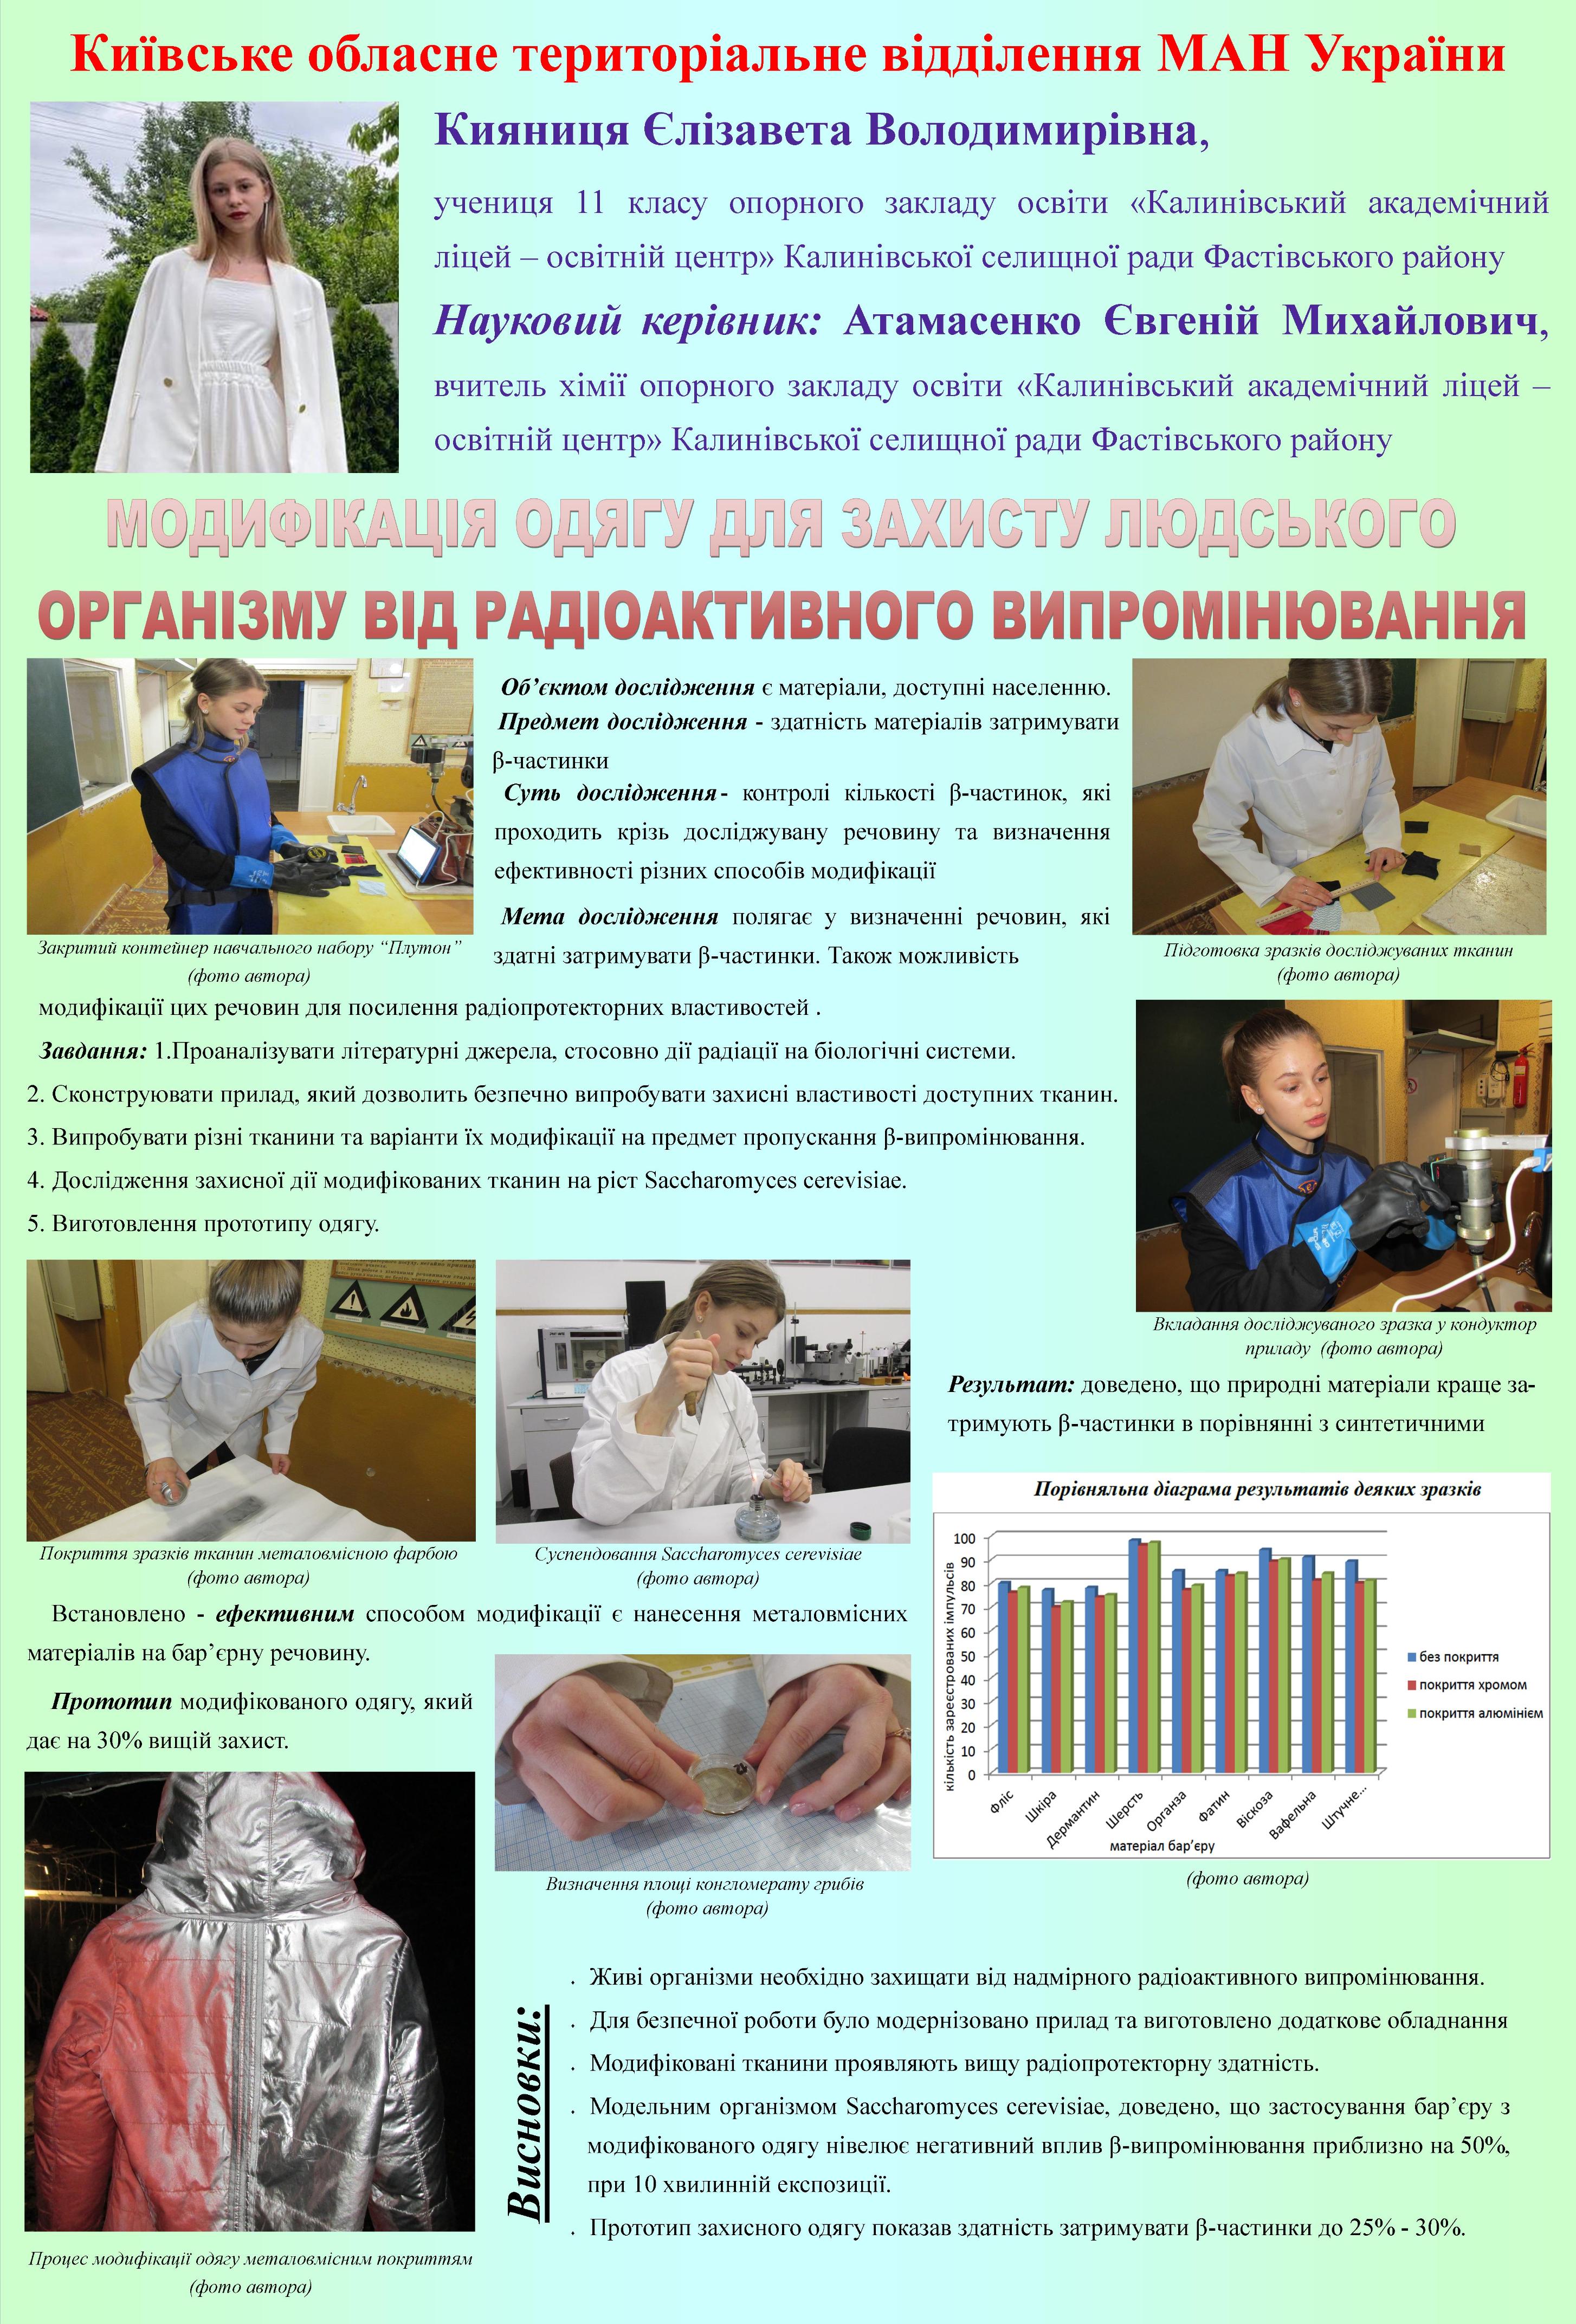 Київське обласне територіальне відділення МАН України
Кияниця Єлізавета Володимирівна,
учениця 11 класу опорного закладу освіти «Калинівський академічний
ліцей – освітній центр» Калинівської селищної ради Фастівського району
Науковий керівник: Атамасенко Євгеній Михайлович,
вчитель хімії опорного закладу освіти «Калинівський академічний ліцей –
освітній центр» Калинівської селищної ради Фастівського району
МОДИФІКАЦІЯ ОДЯГУ ДЛЯ ЗАХИСТУ ЛЮДСЬКОГО
ОРГАНІЗМУ ВІД РАДІОАКТИВНОГО ВИПРОМІНЮВАННЯ
Об’єктом дослідження є матеріали, доступні населенню.
Предмет дослідження - здатність матеріалів затримувати
β-частинки
Суть дослідження- контролі кількості β-частинок, які
проходить крізь досліджувану речовину та визначення
ефективності різних способів модифікації
Мета дослідження полягає у визначенні речовин, які
здатні затримувати β-частинки. Також можливість
модифікації цих речовин для посилення радіопротекторних властивостей .
Закритий контейнер навчального набору “Плутон”
(фото автора)
Підготовка зразків досліджуваних тканин
(фото автора)
Завдання: 1.Проаналізувати літературні джерела, стосовно дії радіації на біологічні системи.
2. Сконструювати прилад, який дозволить безпечно випробувати захисні властивості доступних тканин.
3. Випробувати різні тканини та варіанти їх модифікації на предмет пропускання β-випромінювання.
4. Дослідження захисної дії модифікованих тканин на ріст Saccharomyces cerevisiae.
5. Виготовлення прототипу одягу.
Вкладання досліджуваного зразка у кондуктор
приладу (фото автора)
Результат: доведено, що природні матеріали краще за-
тримують β-частинки в порівнянні з синтетичними
Покриття зразків тканин металовмісною фарбою
(фото автора)
Суспендовання Saccharomyces cerevisiae
(фото автора)
Встановлено - ефективним способом модифікації є нанесення металовмісних
матеріалів на бар’єрну речовину.
Прототип модифікованого одягу, який
дає на 30% вищій захист.
Порівняльна діаграма результатів деяких зразків
кількість зареєстрованих імпульсів
100
90
80
70
60
50
40
30
20
10
0
Фліс
Шкіра
Дермантин
Шерсть
Органза
Фатин
Віскоза
Вафельна
Штучне...
матеріал бар’єру
без покриття
покриття хромом
покриття алюмінієм
(фото автора)
Визначення площі конгломерату грибів
(фото автора)
Процес модифікації одягу металовмісним покриттям
(фото автора)
Висновки:
. Живі організми необхідно захищати від надмірного радіоактивного випромінювання.
. Для безпечної роботи було модернізовано прилад та виготовлено додаткове обладнання
. Модифіковані тканини проявляють вищу радіопротекторну здатність.
. Модельним організмом Saccharomyces cerevisiae, доведено, що застосування бар’єру з
модифікованого одягу нівелює негативний вплив β-випромінювання приблизно на 50%,
при 10 хвилинній експозиції.
. Прототип захисного одягу показав здатність затримувати β-частинки до 25% - 30%.